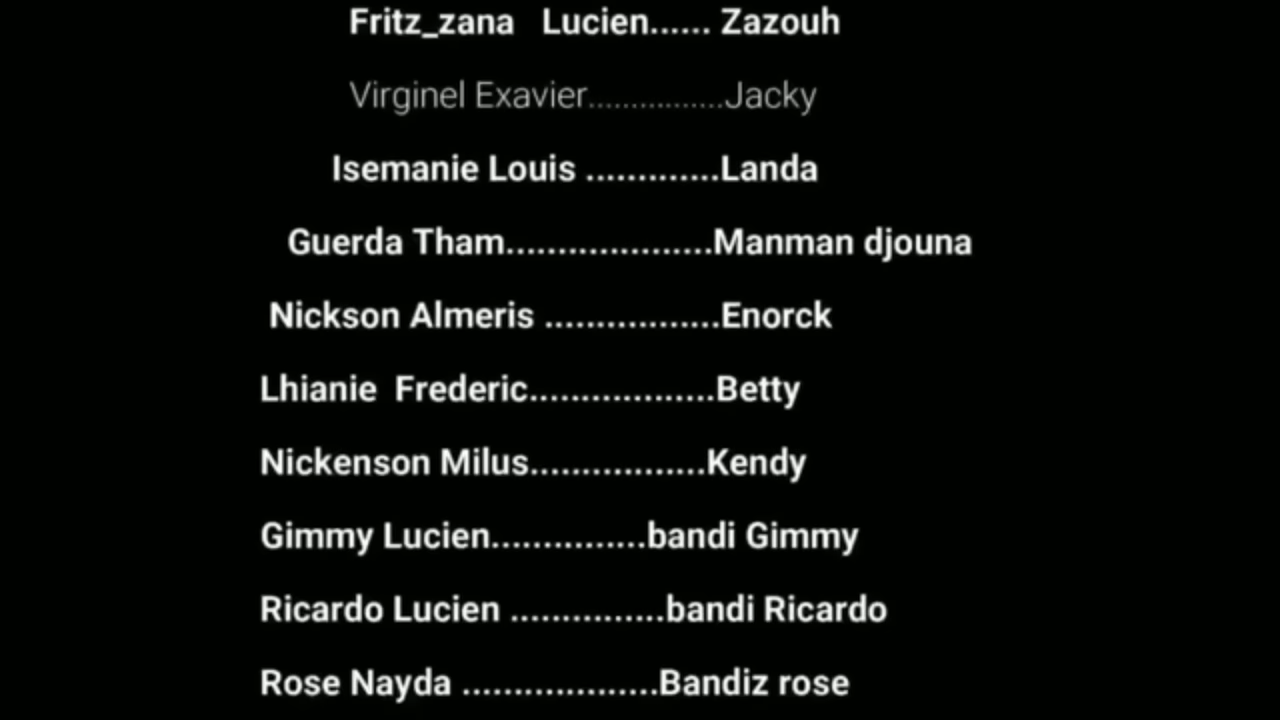 Fritz_zana Lucien...... Zazouh
Virginel Exavier................Jacky
Isemanie Louis .............Landa
Guerda Tham....................Manman djouna
Nickson Almeris .................Enorck
Lhianie Frederic..................Betty
Nickenson Milus.................Kendy
Gimmy Lucien...............bandi Gimmy
Ricardo Lucien ...............bandi Ricardo
Rose Nayda ...................Bandiz rose